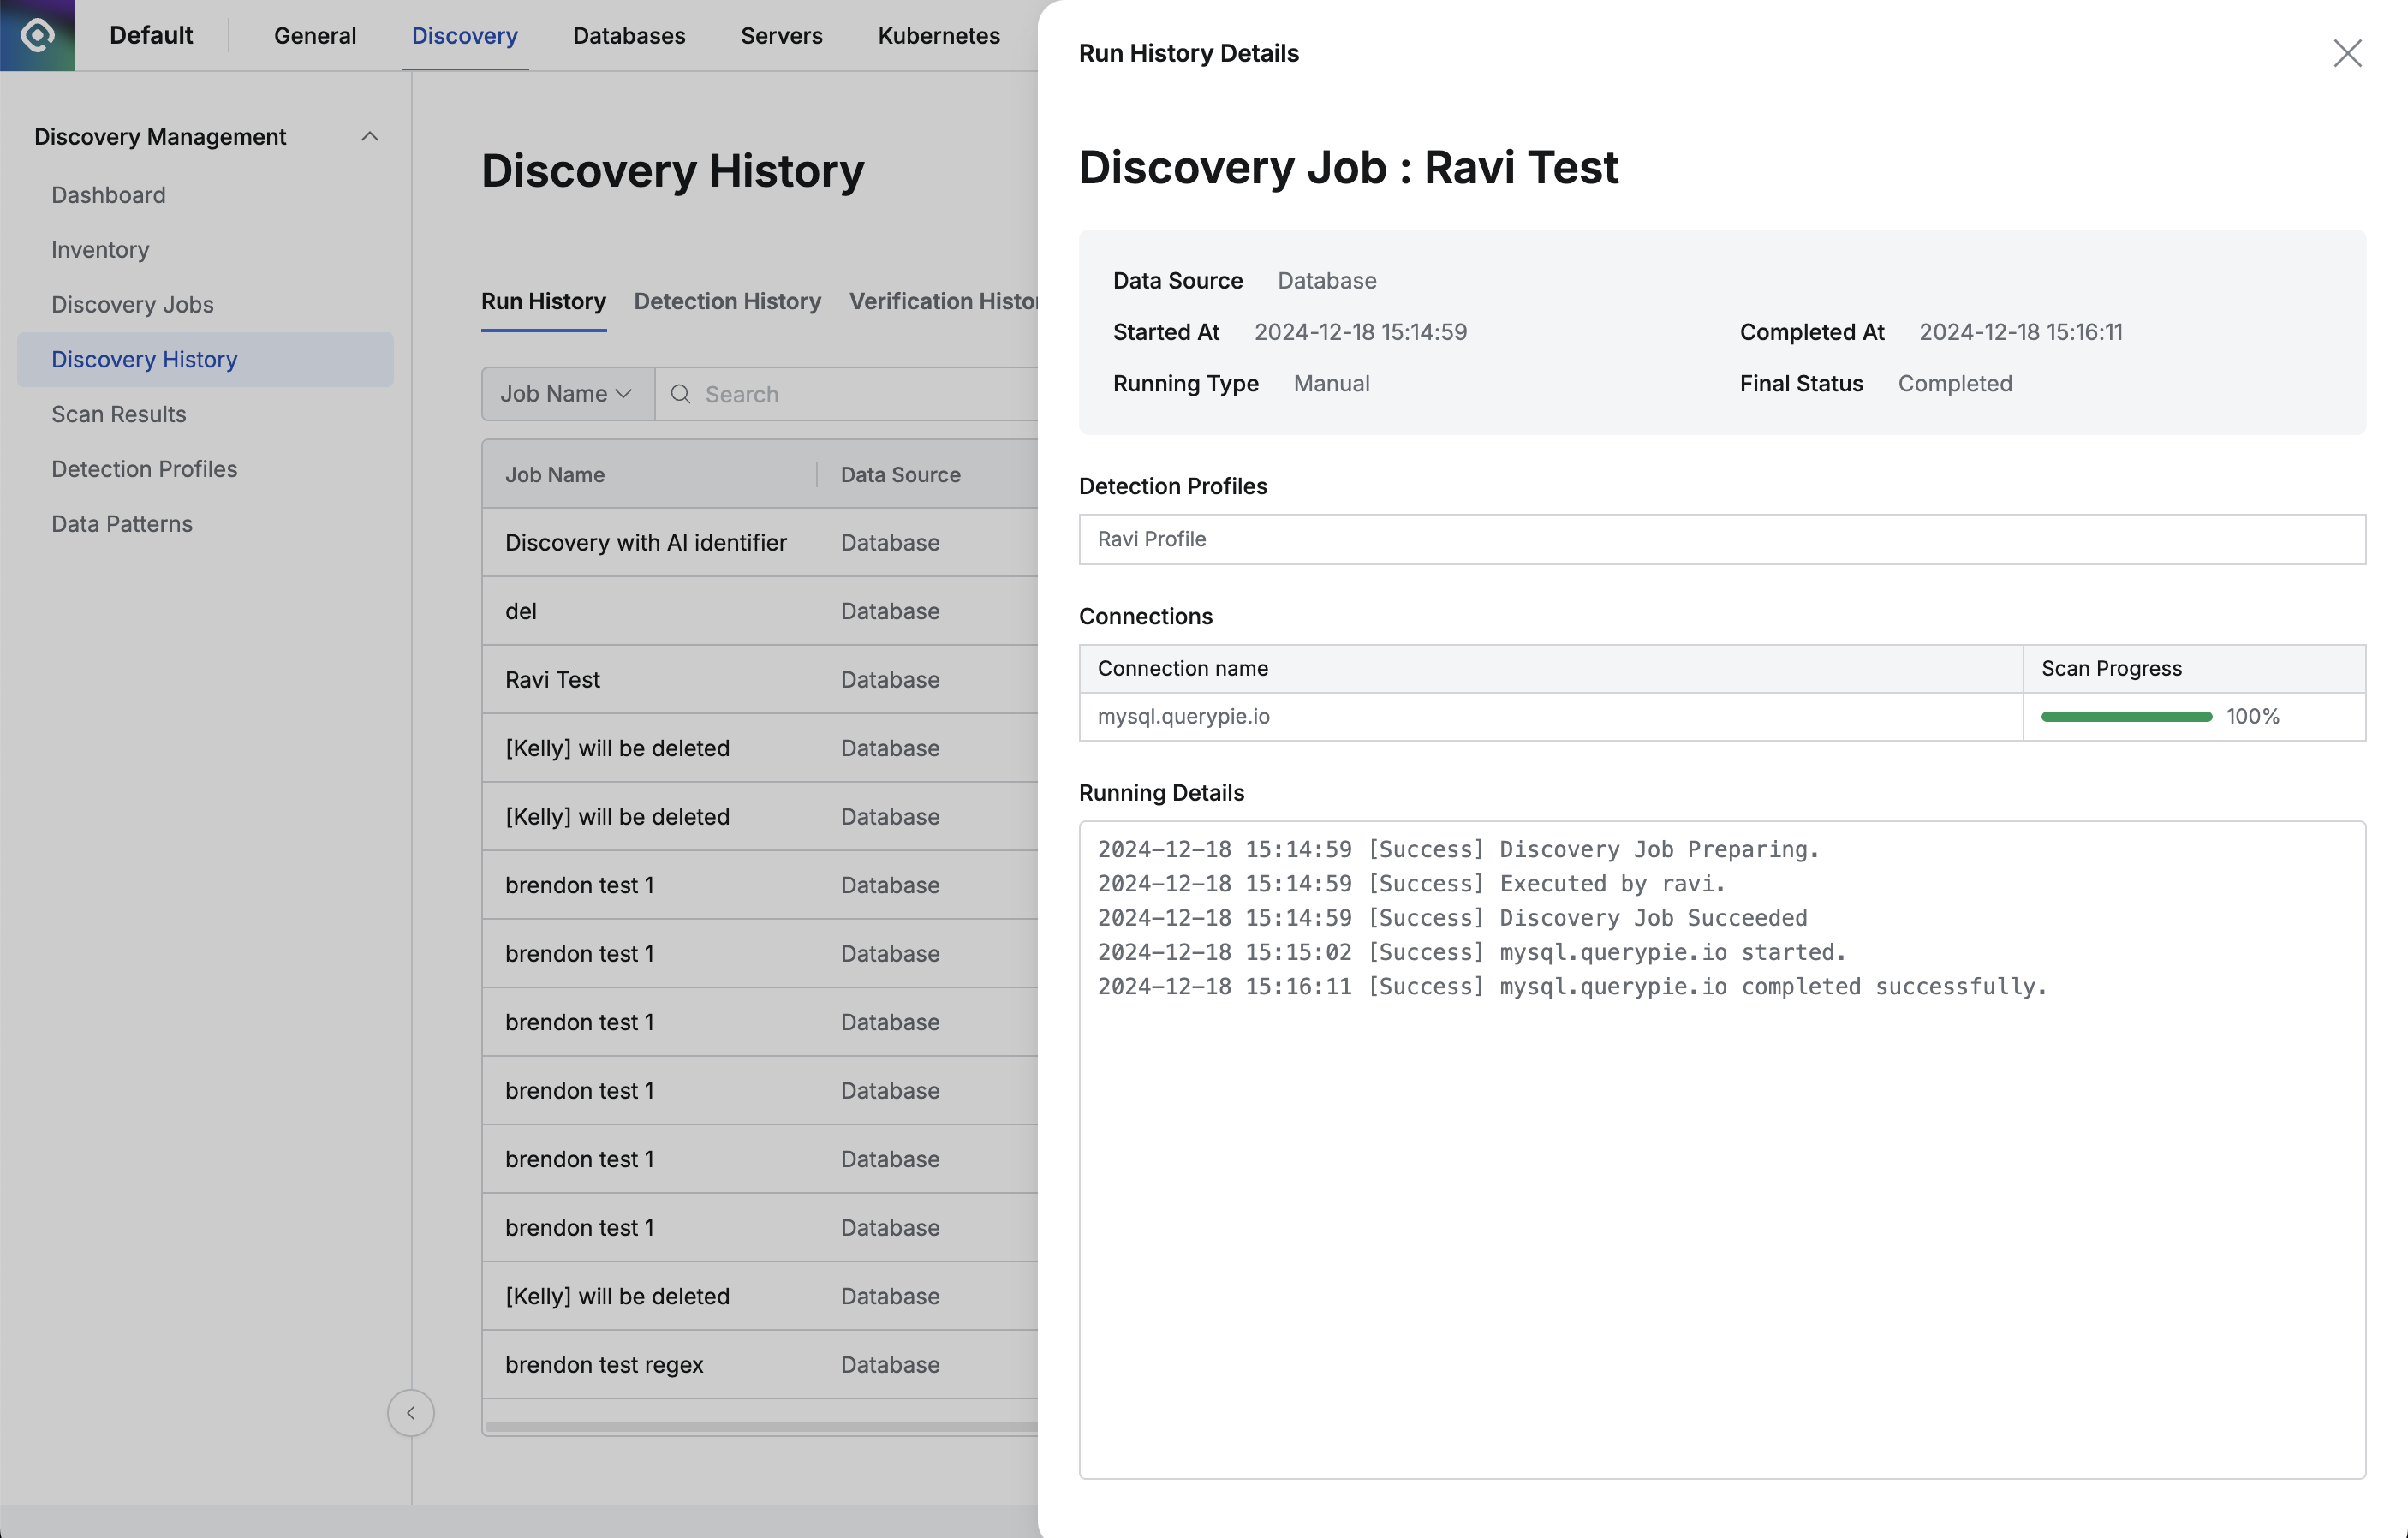 Default
General
Discovery
Databases
Servers
Kubernetes
Discovery Management
Dashboard
Inventory
Discovery Jobs
Discovery History
Scan Results
Detection Profiles
Data Patterns
Discovery History
Run History
Detection History
Verification Histor
Job Name
Search
Job Name
Data Source
Discovery with AI identifier
Database
del
Database
Ravi Test
Database
[Kelly] will be deleted
Database
[Kelly] will be deleted
Database
brendon test 1
Database
brendon test 1
Database
brendon test 1
Database
brendon test 1
Database
brendon test 1
Database
brendon test 1
Database
[Kelly] will be deleted
Database
brendon test regex
Database
Run History Details
Discovery Job : Ravi Test
Data Source Database
Started At 2024-12-18 15:14:59
Completed At 2024-12-18 15:16:11
Running Type Manual
Final Status Completed
Detection Profiles
Ravi Profile
Connections
Connection name
Scan Progress
mysql.querypie.io
100%
Running Details
2024-12-18 15:14:59 [Success] Discovery Job Preparing.
2024-12-18 15:14:59 [Success] Executed by ravi.
2024-12-18 15:14:59 [Success] Discovery Job Succeeded
2024-12-18 15:15:02 [Success] mysql.querypie.io started.
2024-12-18 15:16:11 [Success] mysql.querypie.io completed successfully.